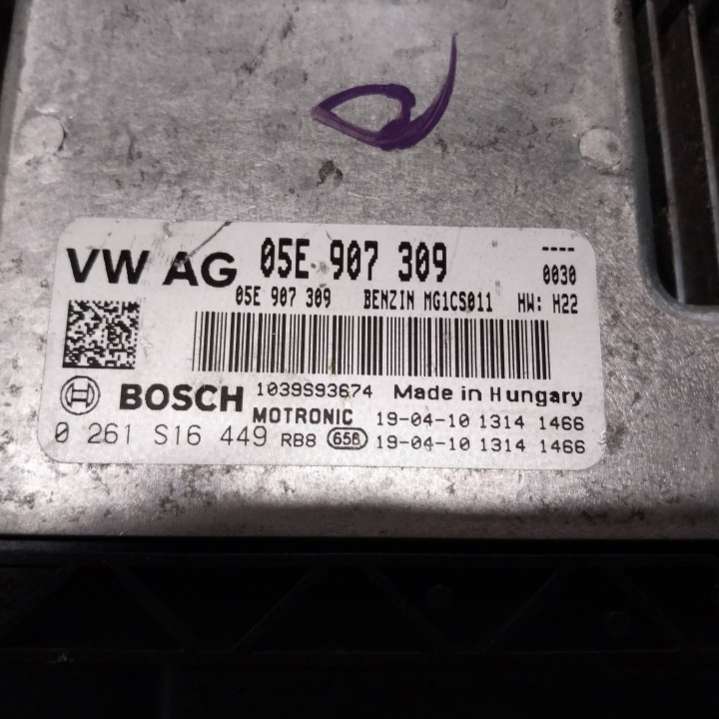 VW AG 05E 907 309 ----
0030
05E 907 309 BENZIN MG1CS011 HW: H22
BOSCH 1039S93674 Made in Hungary
MOTRONIC 19-04-10 1314 1466
0 261 S16 449 RB8 656 19-04-10 1314 1466